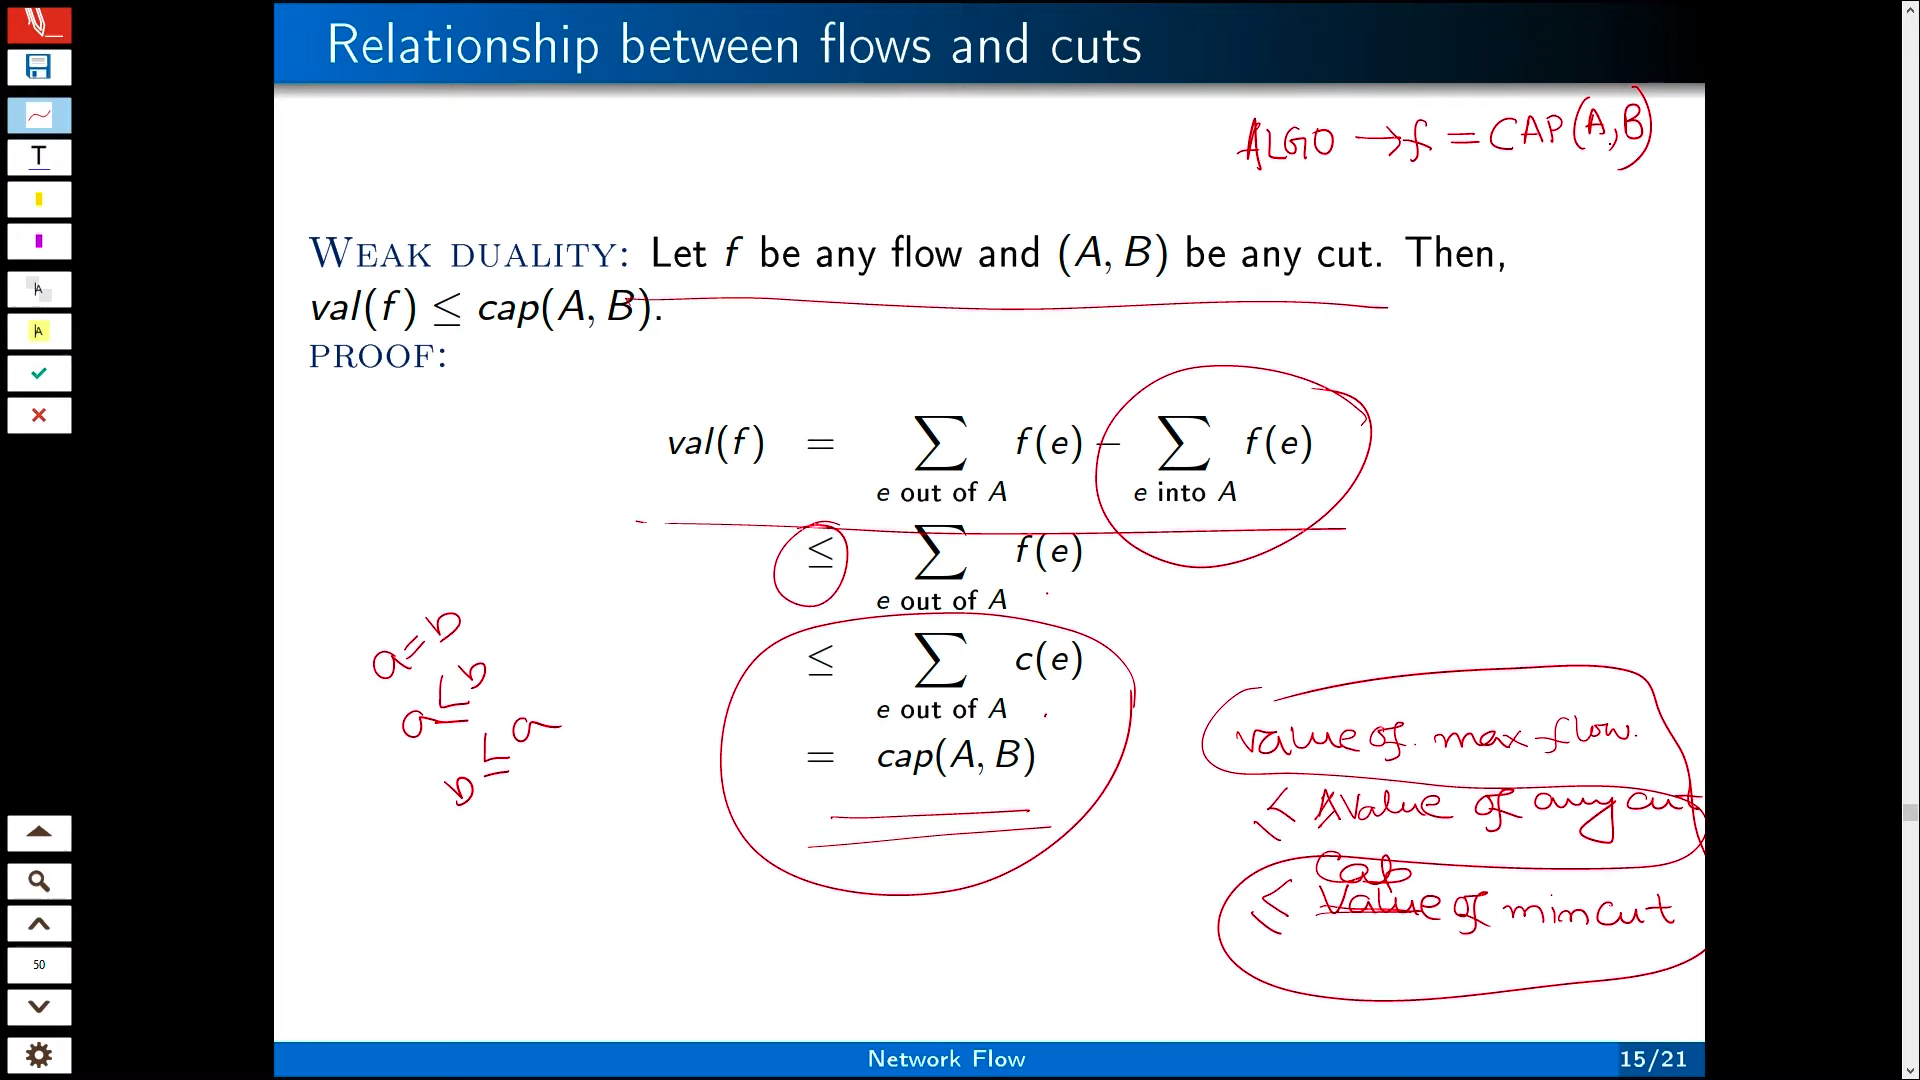 Relationship between flows and cuts
ALGO → f = CAP(A,B)
WEAK DUALITY: Let f be any flow and (A, B) be any cut. Then,
val(f) ≤ cap(A, B).
PROOF:
val(f) = ∑ f(e) − ∑ f(e)
e out of A e into A
≤ ∑ f(e)
e out of A
≤ ∑ c(e)
e out of A
= cap(A, B)
a=b
a≤b
b≤a
value of max flow.
≤ value of any cut
cap
≤ value of mincut
T
A
A
50
Network Flow
15/21